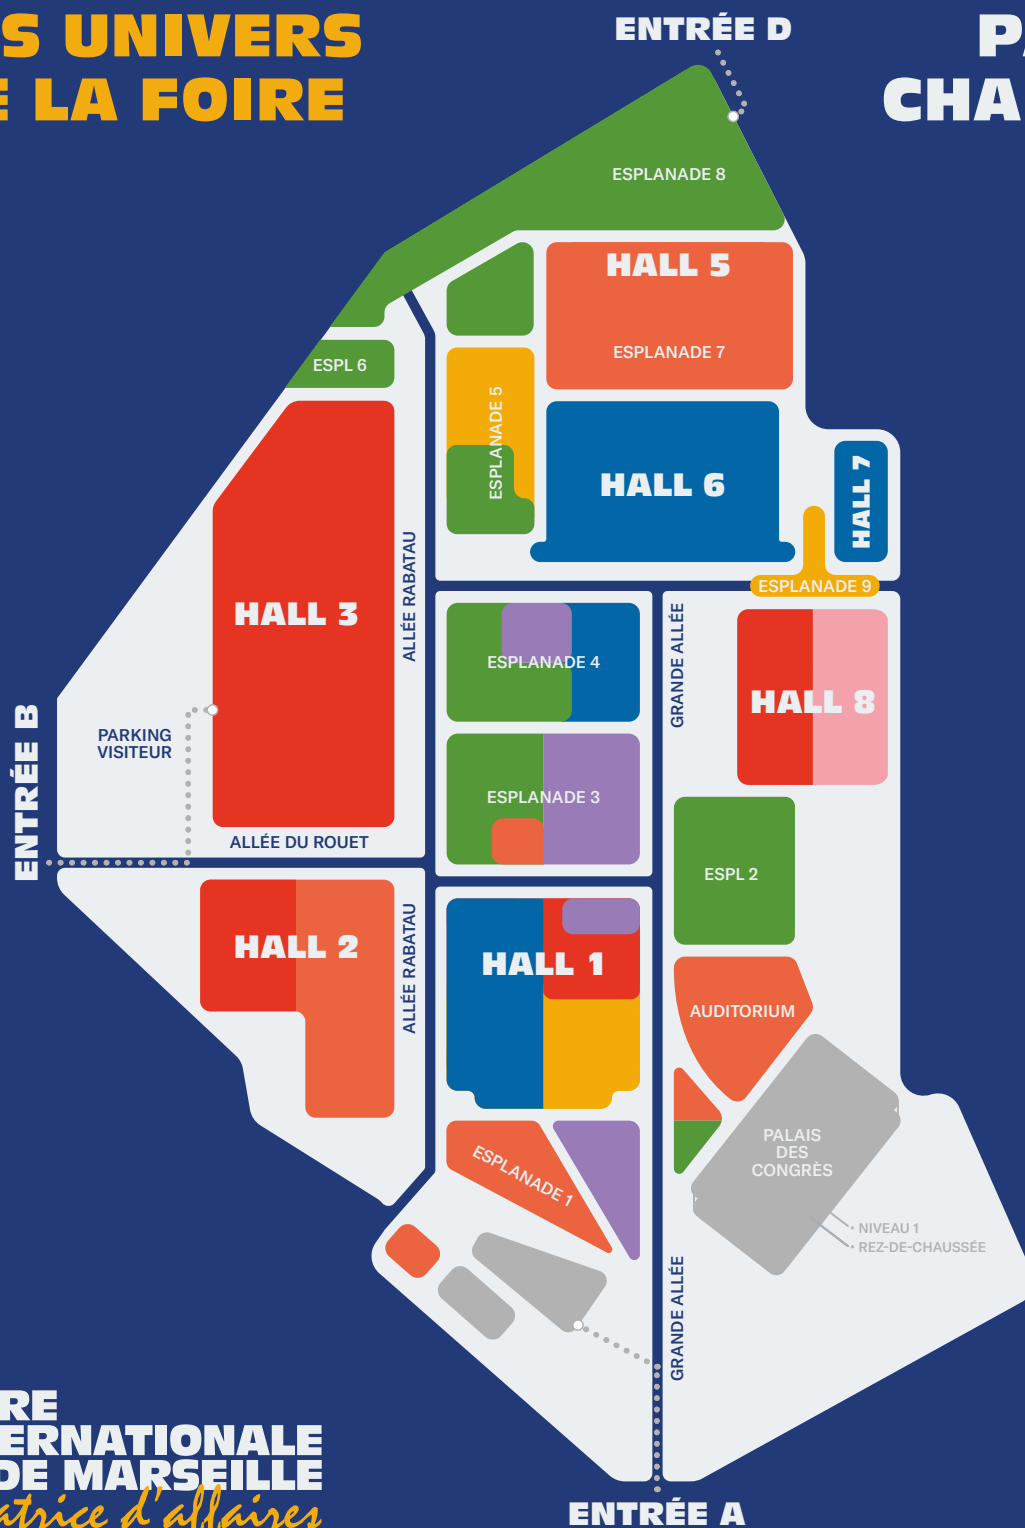 S UNIVERS
LA FOIRE
ENTRÉE D
CHA
ESPLANADE 8
HALL 5
ESPLANADE 7
ESPL 6
ESPLANADE 5
HALL 6
HALL 7
ESPLANADE 9
ALLÉE RABATAU
HALL 3
ESPLANADE 4
GRANDE ALLÉE
HALL 8
ENTRÉE B
PARKING
VISITEUR
ESPLANADE 3
ALLÉE DU ROUET
ESPL 2
HALL 2
ALLÉE RABATAU
HALL 1
AUDITORIUM
PALAIS
DES
CONGRÈS
ESPLANADE 1
• NIVEAU 1
• REZ-DE-CHAUSSÉE
GRANDE ALLÉE
RE
ERNATIONALE
DE MARSEILLE
atrice d'affaires
ENTRÉE A